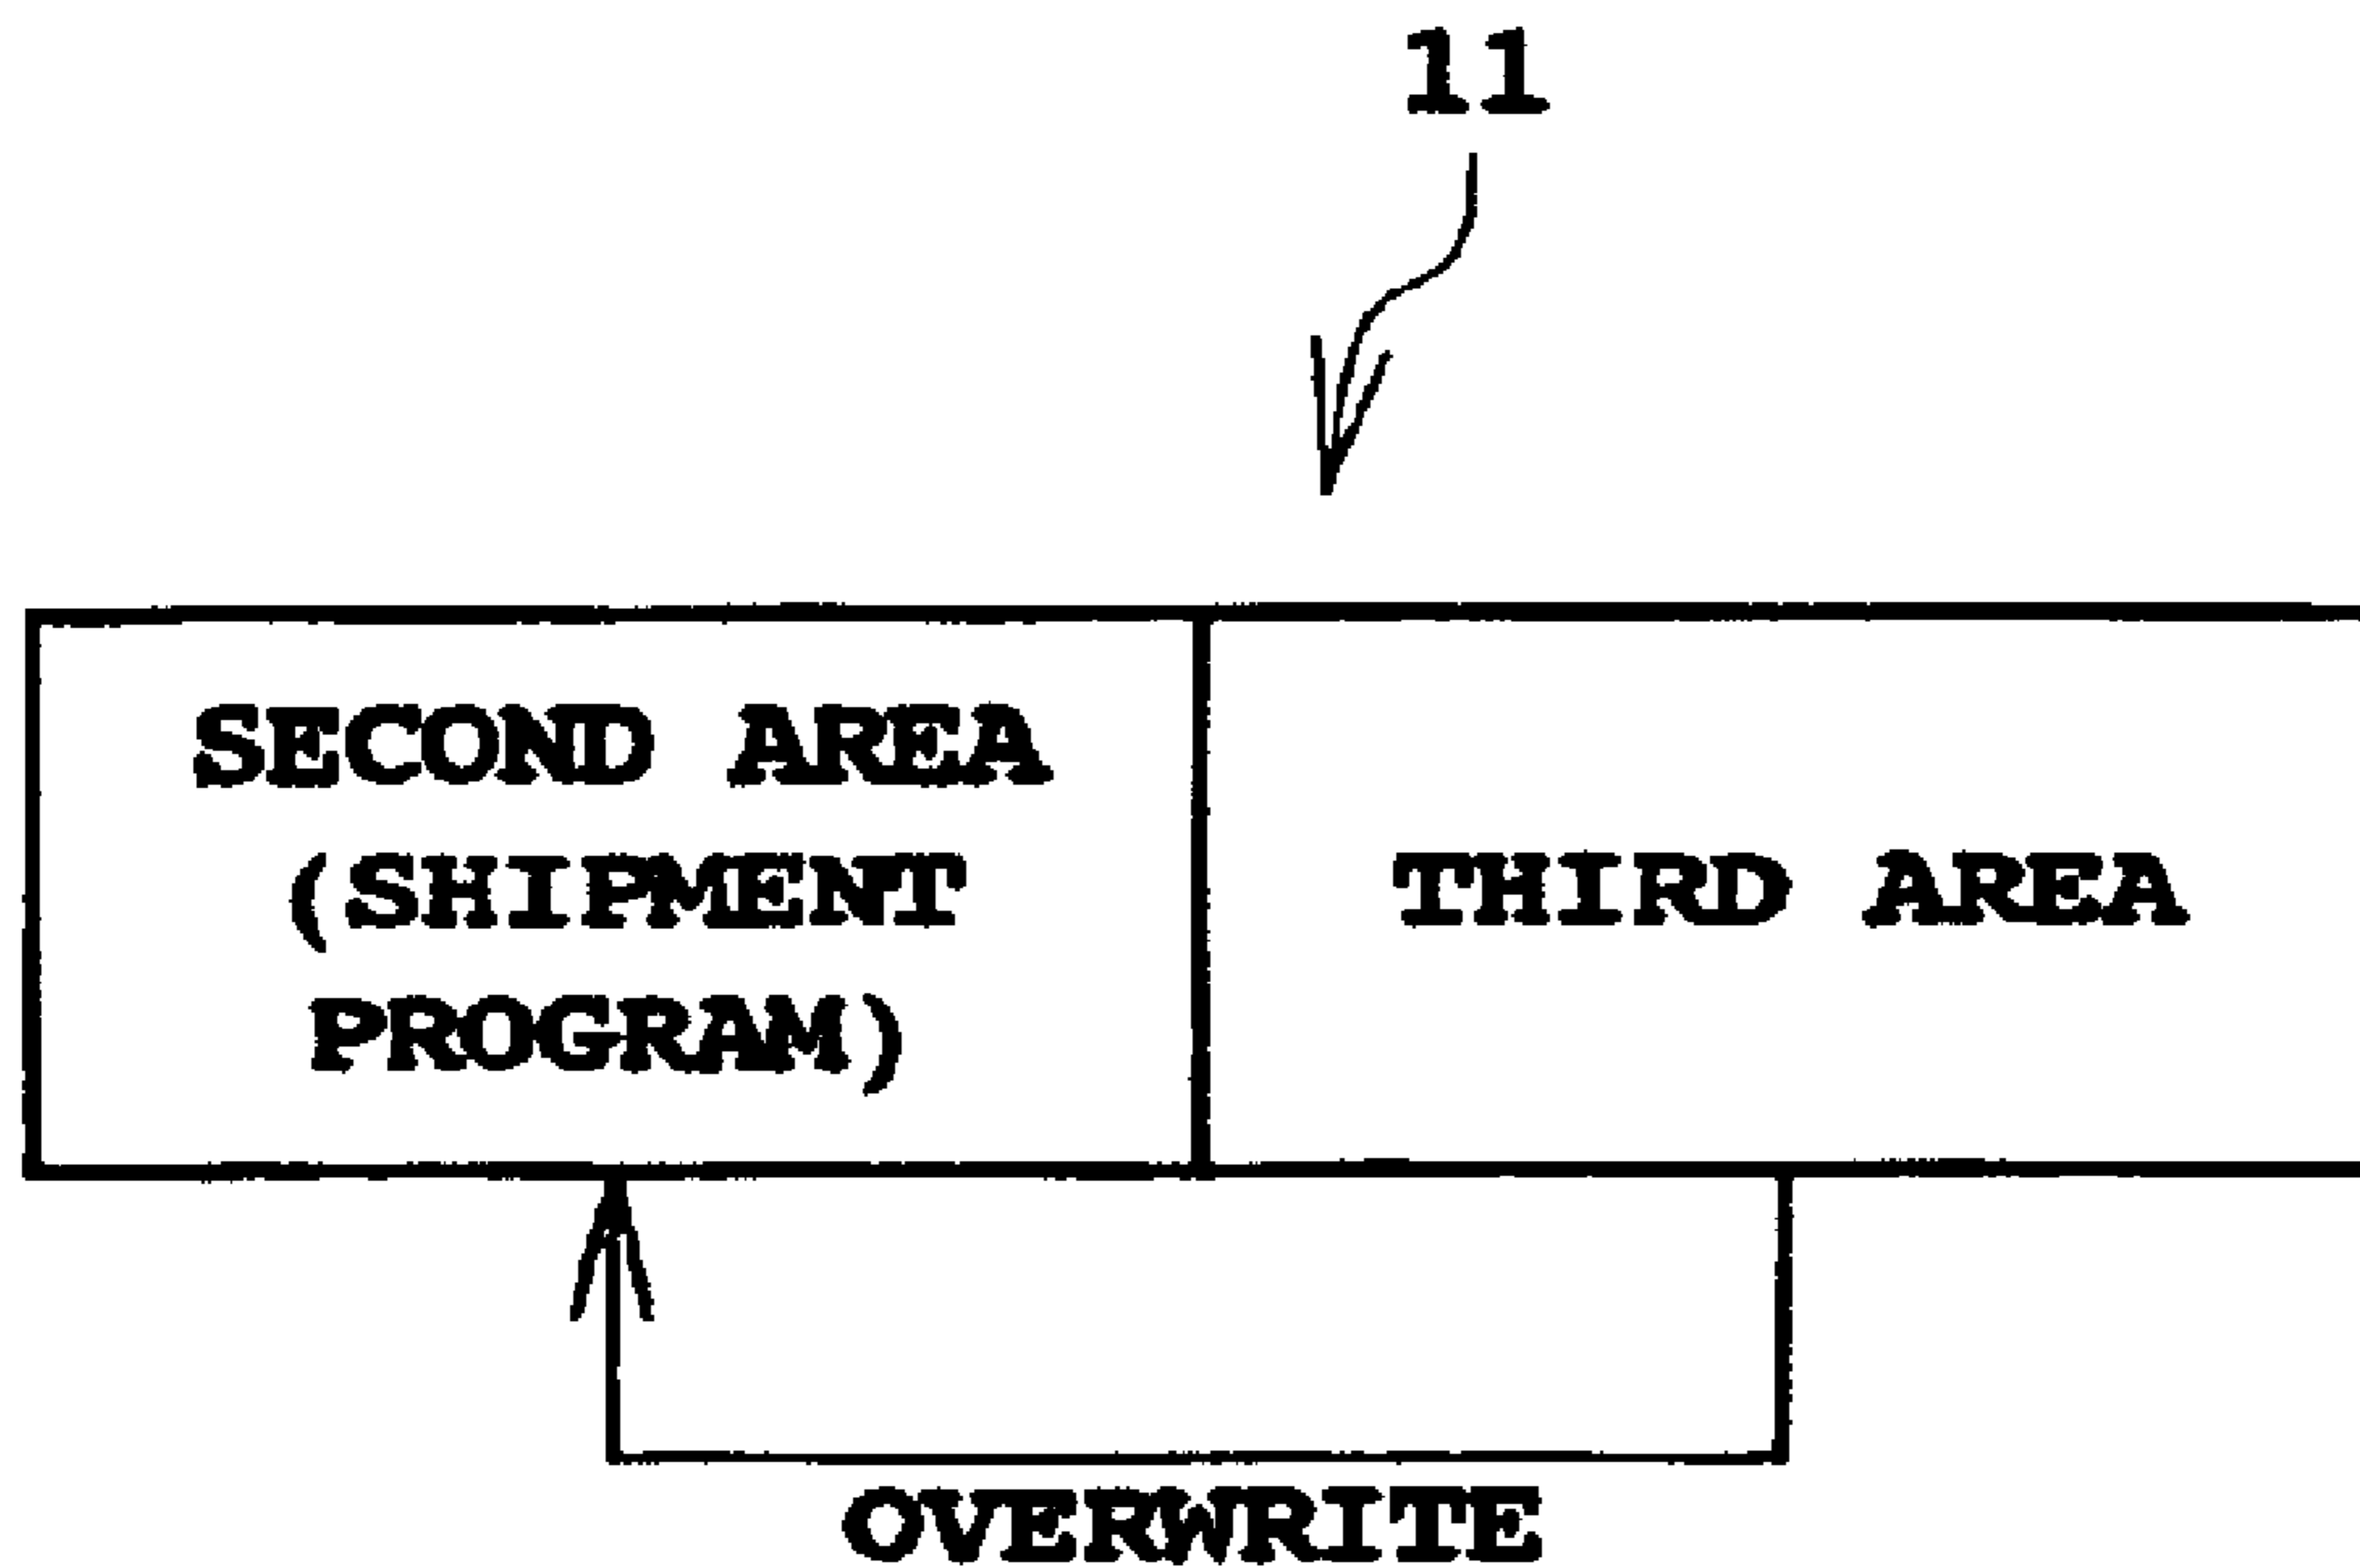 11
SECOND AREA
(SHIPMENT
PROGRAM)
THIRD AREA
OVERWRITE